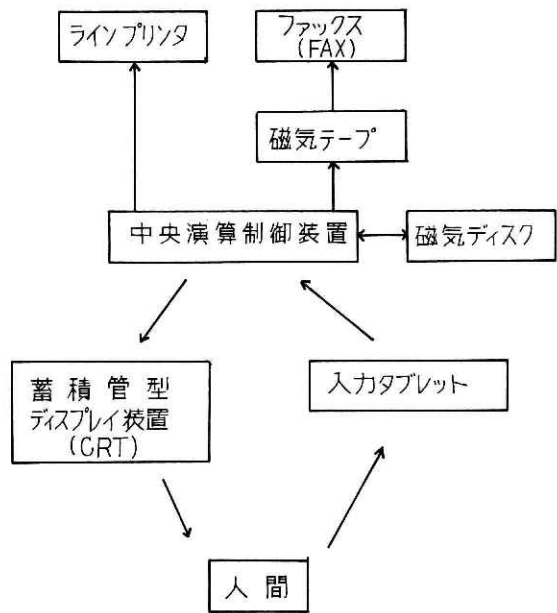 ラインプリンタ
ファックス
(FAX)
磁気テープ
中央演算制御装置
磁気ディスク
蓄積管型
ディスプレイ装置
(CRT)
入力タブレット
人間